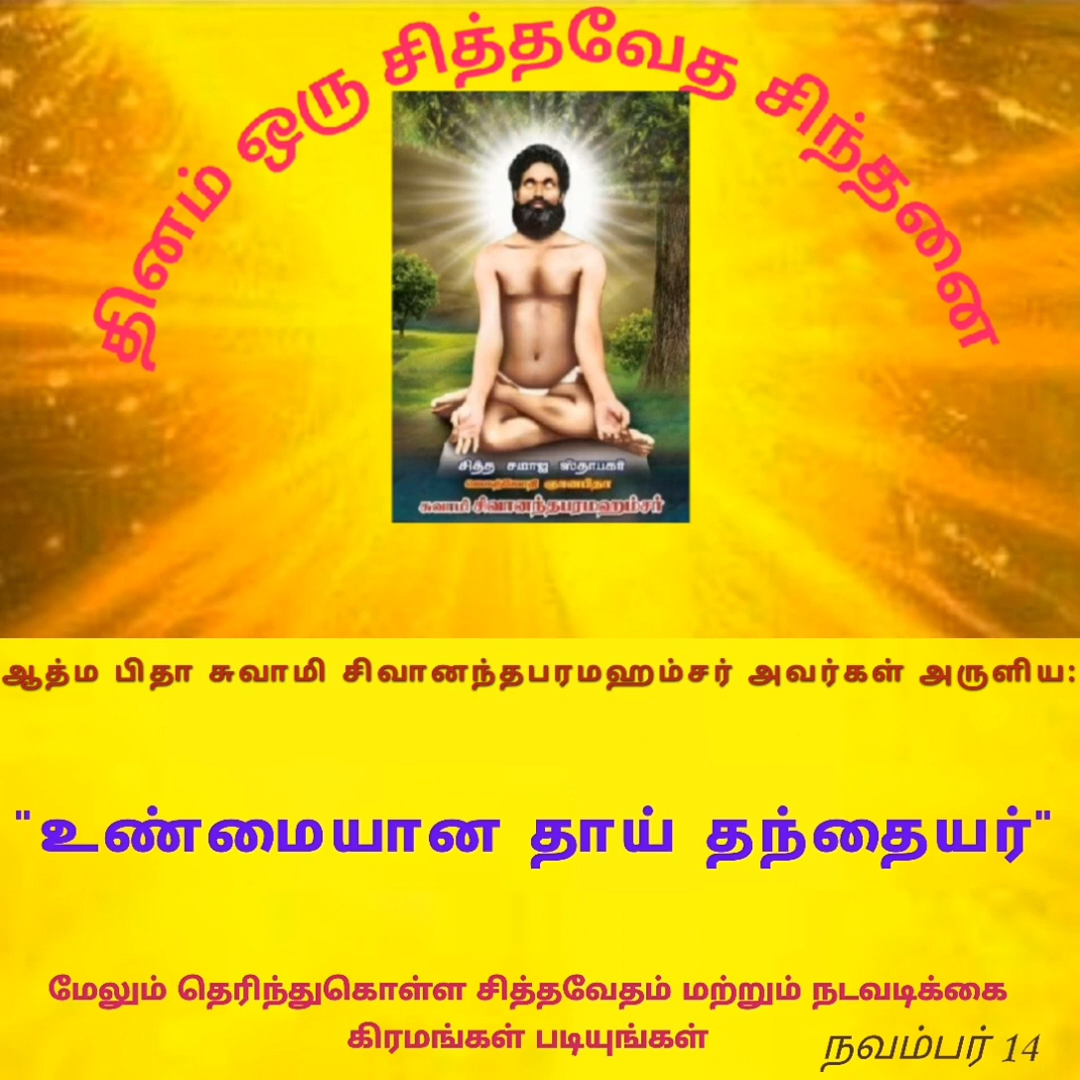 தினம் ஒரு சித்தவேத சிந்தனை
சித்த சமாஜ ஸ்தாபகர்
ஞானபிதா
சுவாமி சிவானந்தபரமஹம்சர்
ஆத்ம பிதா சுவாமி சிவானந்தபரமஹம்சர் அவர்கள் அருளிய:
"உண்மையான தாய் தந்தையர்"
மேலும் தெரிந்துகொள்ள சித்தவேதம் மற்றும் நடவடிக்கை
கிரமங்கள் படியுங்கள்
நவம்பர் 14